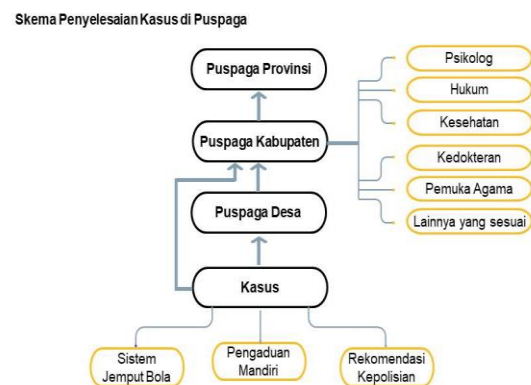 Skema Penyelesaian Kasus di Puspaga
Puspaga Provinsi
Puspaga Kabupaten
Puspaga Desa
Kasus
Psikolog
Hukum
Kesehatan
Kedokteran
Pemuka Agama
Lainnya yang sesuai
Sistem
Jemput Bola
Pengaduan
Mandiri
Rekomendasi
Kepolisian